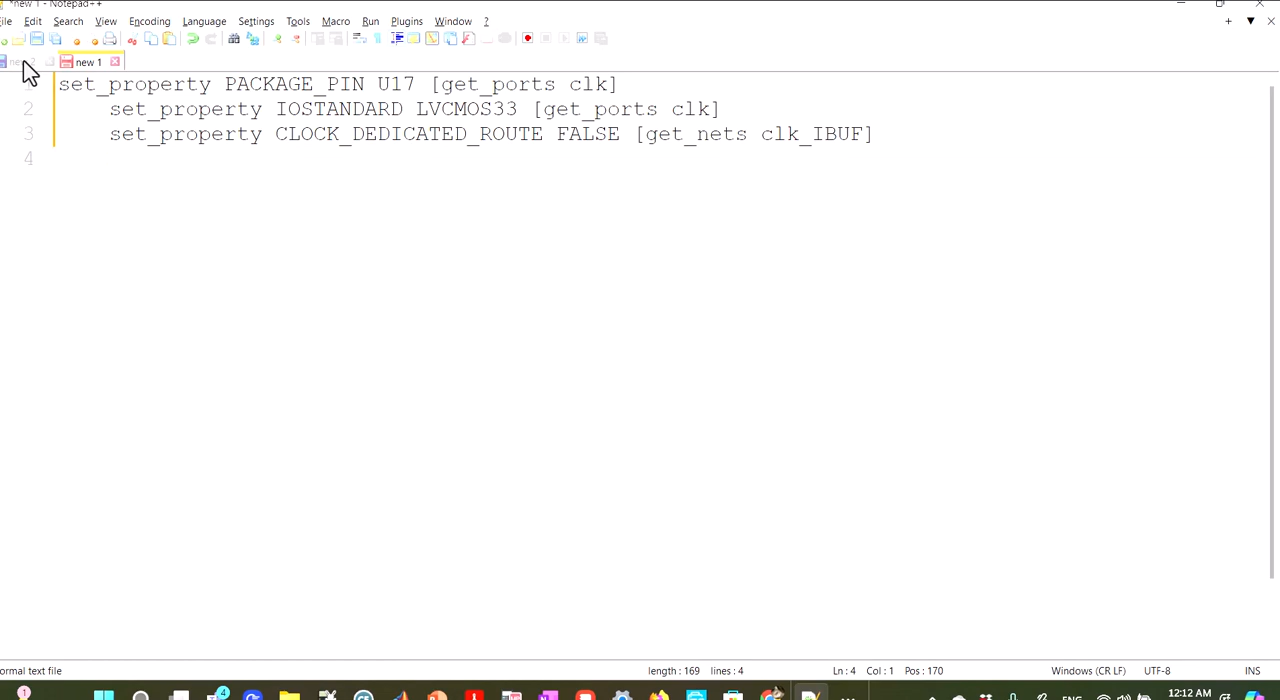 *new 1 - Notepad++
File Edit Search View Encoding Language Settings Tools Macro Run Plugins Window ?
new 1
set_property PACKAGE_PIN U17 [get_ports clk]
2 set_property IOSTANDARD LVCMOS33 [get_ports clk]
3 set_property CLOCK_DEDICATED_ROUTE FALSE [get_nets clk_IBUF]
4
ormal text file length : 169 lines : 4 Ln : 4 Col : 1 Pos : 170 Windows (CR LF) UTF-8 INS
1 4 ENG 12:12 AM